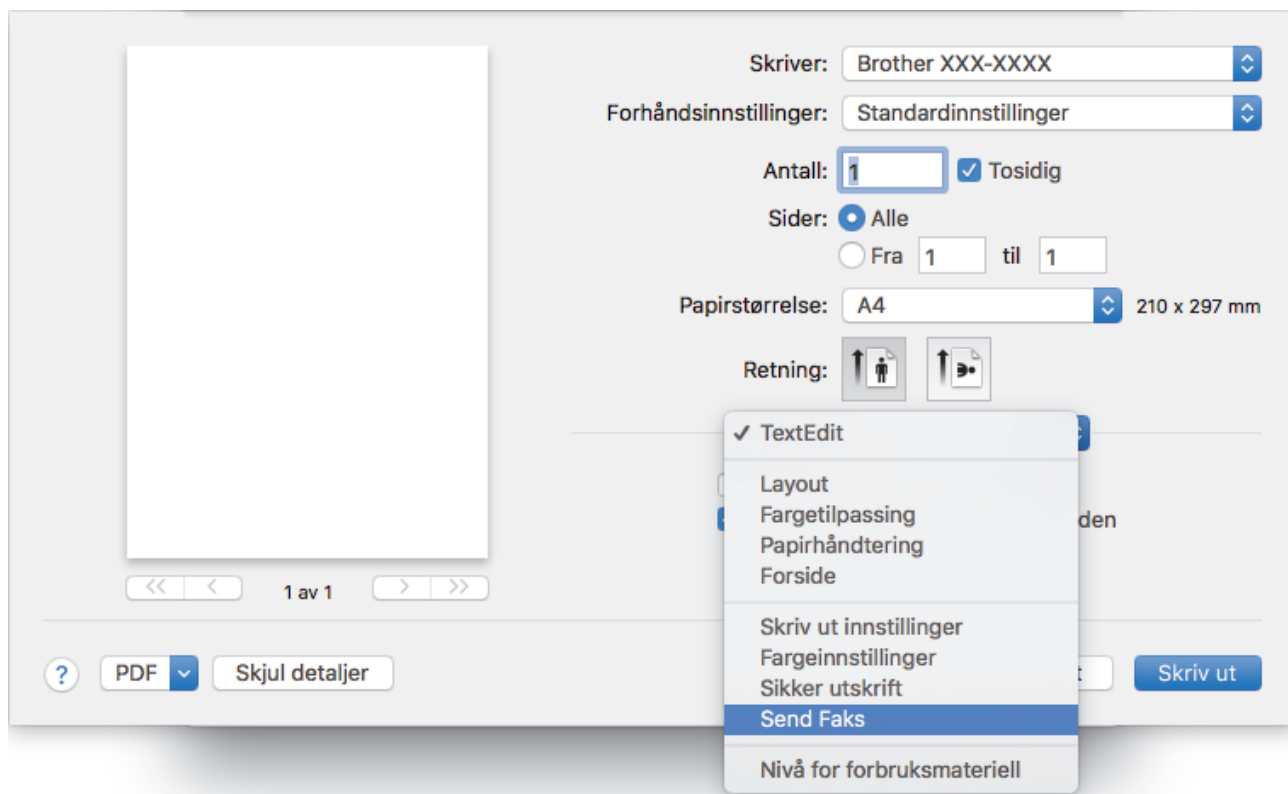 Skriver: Brother XXX-XXXX
Forhåndsinnstillinger: Standardinnstillinger
Antall: 1 Tosidig
Sider: Alle
Fra 1 til 1
Papirstørrelse: A4 210 x 297 mm
Retning:
✓ TextEdit
Layout
Fargetilpassing
den
Papirhåndtering
Forside
1 av 1
Skriv ut innstillinger
Fargeinnstillinger
Sikker utskrift
Send Faks
Nivå for forbruksmateriell
? PDF Skjul detaljer t Skriv ut